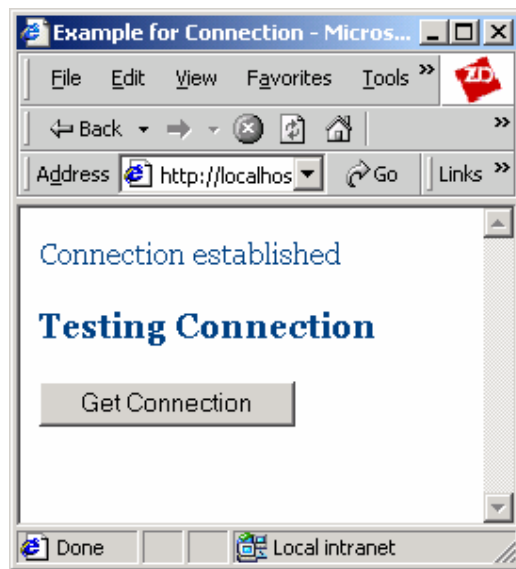 Example for Connection - Micros...
File Edit View Favorites Tools »
ZD
Back »
Address http://localhos Go Links »
Connection established
Testing Connection
Get Connection
Done Local intranet